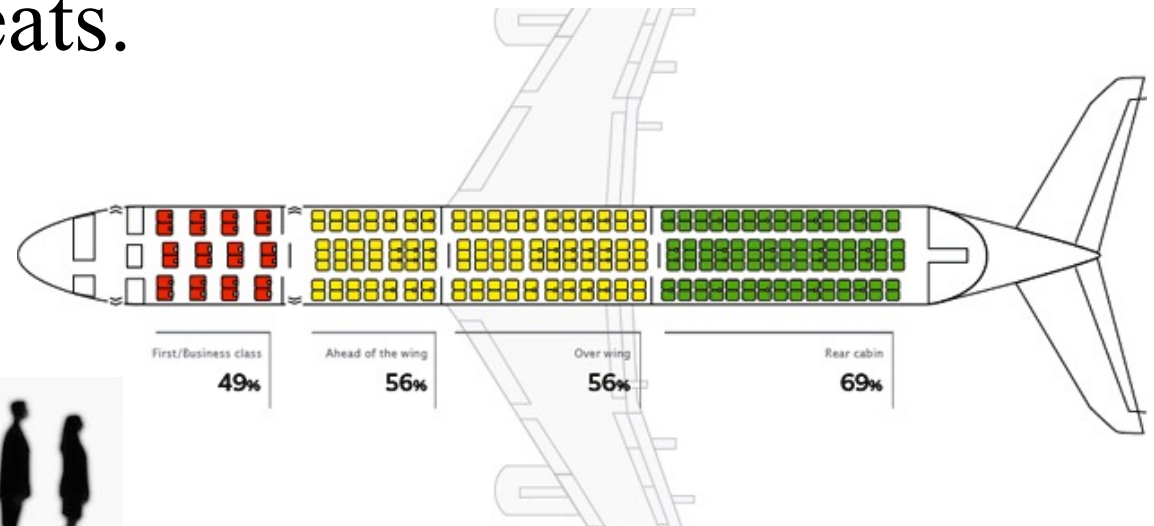 eats.
First/Business class
49%
Ahead of the wing
56%
Over wing
56%
Rear cabin
69%